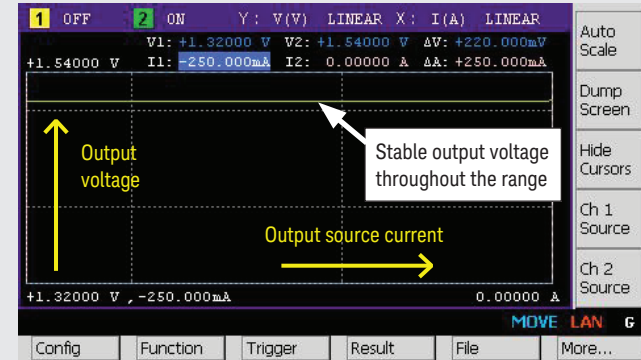 1 OFF 2 ON Y: V(V) LINEAR X: I(A) LINEAR
V1: +1.32000 V V2: +1.54000 V ΔV: +220.000mV
+1.54000 V I1: -250.000mA I2: 0.00000 A ΔA: +250.000mA
Auto
Scale
Dump
Screen
Hide
Cursors
Ch 1
Source
Ch 2
Source
Output
voltage
Stable output voltage
throughout the range
Output source current
+1.32000 V ,-250.000mA 0.00000 A
MOVE LAN G
Config Function Trigger Result File More...